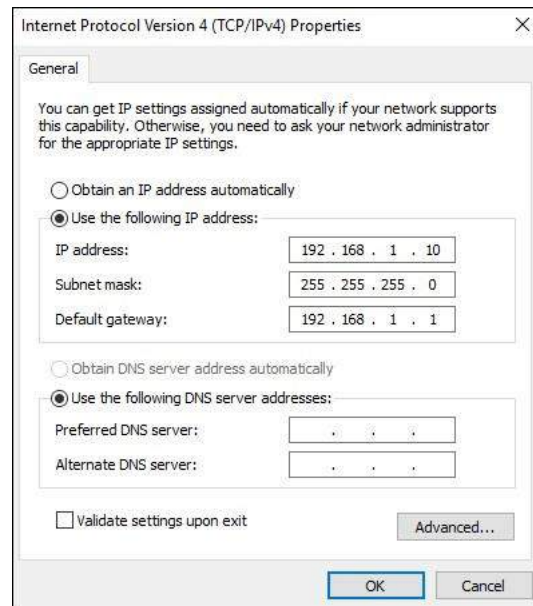 Internet Protocol Version 4 (TCP/IPv4) Properties
General
You can get IP settings assigned automatically if your network supports
this capability. Otherwise, you need to ask your network administrator
for the appropriate IP settings.
Obtain an IP address automatically
Use the following IP address:
IP address: 192 . 168 . 1 . 10
Subnet mask: 255 . 255 . 255 . 0
Default gateway: 192 . 168 . 1 . 1
Obtain DNS server address automatically
Use the following DNS server addresses:
Preferred DNS server: . . .
Alternate DNS server: . . .
Validate settings upon exit
Advanced...
OK Cancel